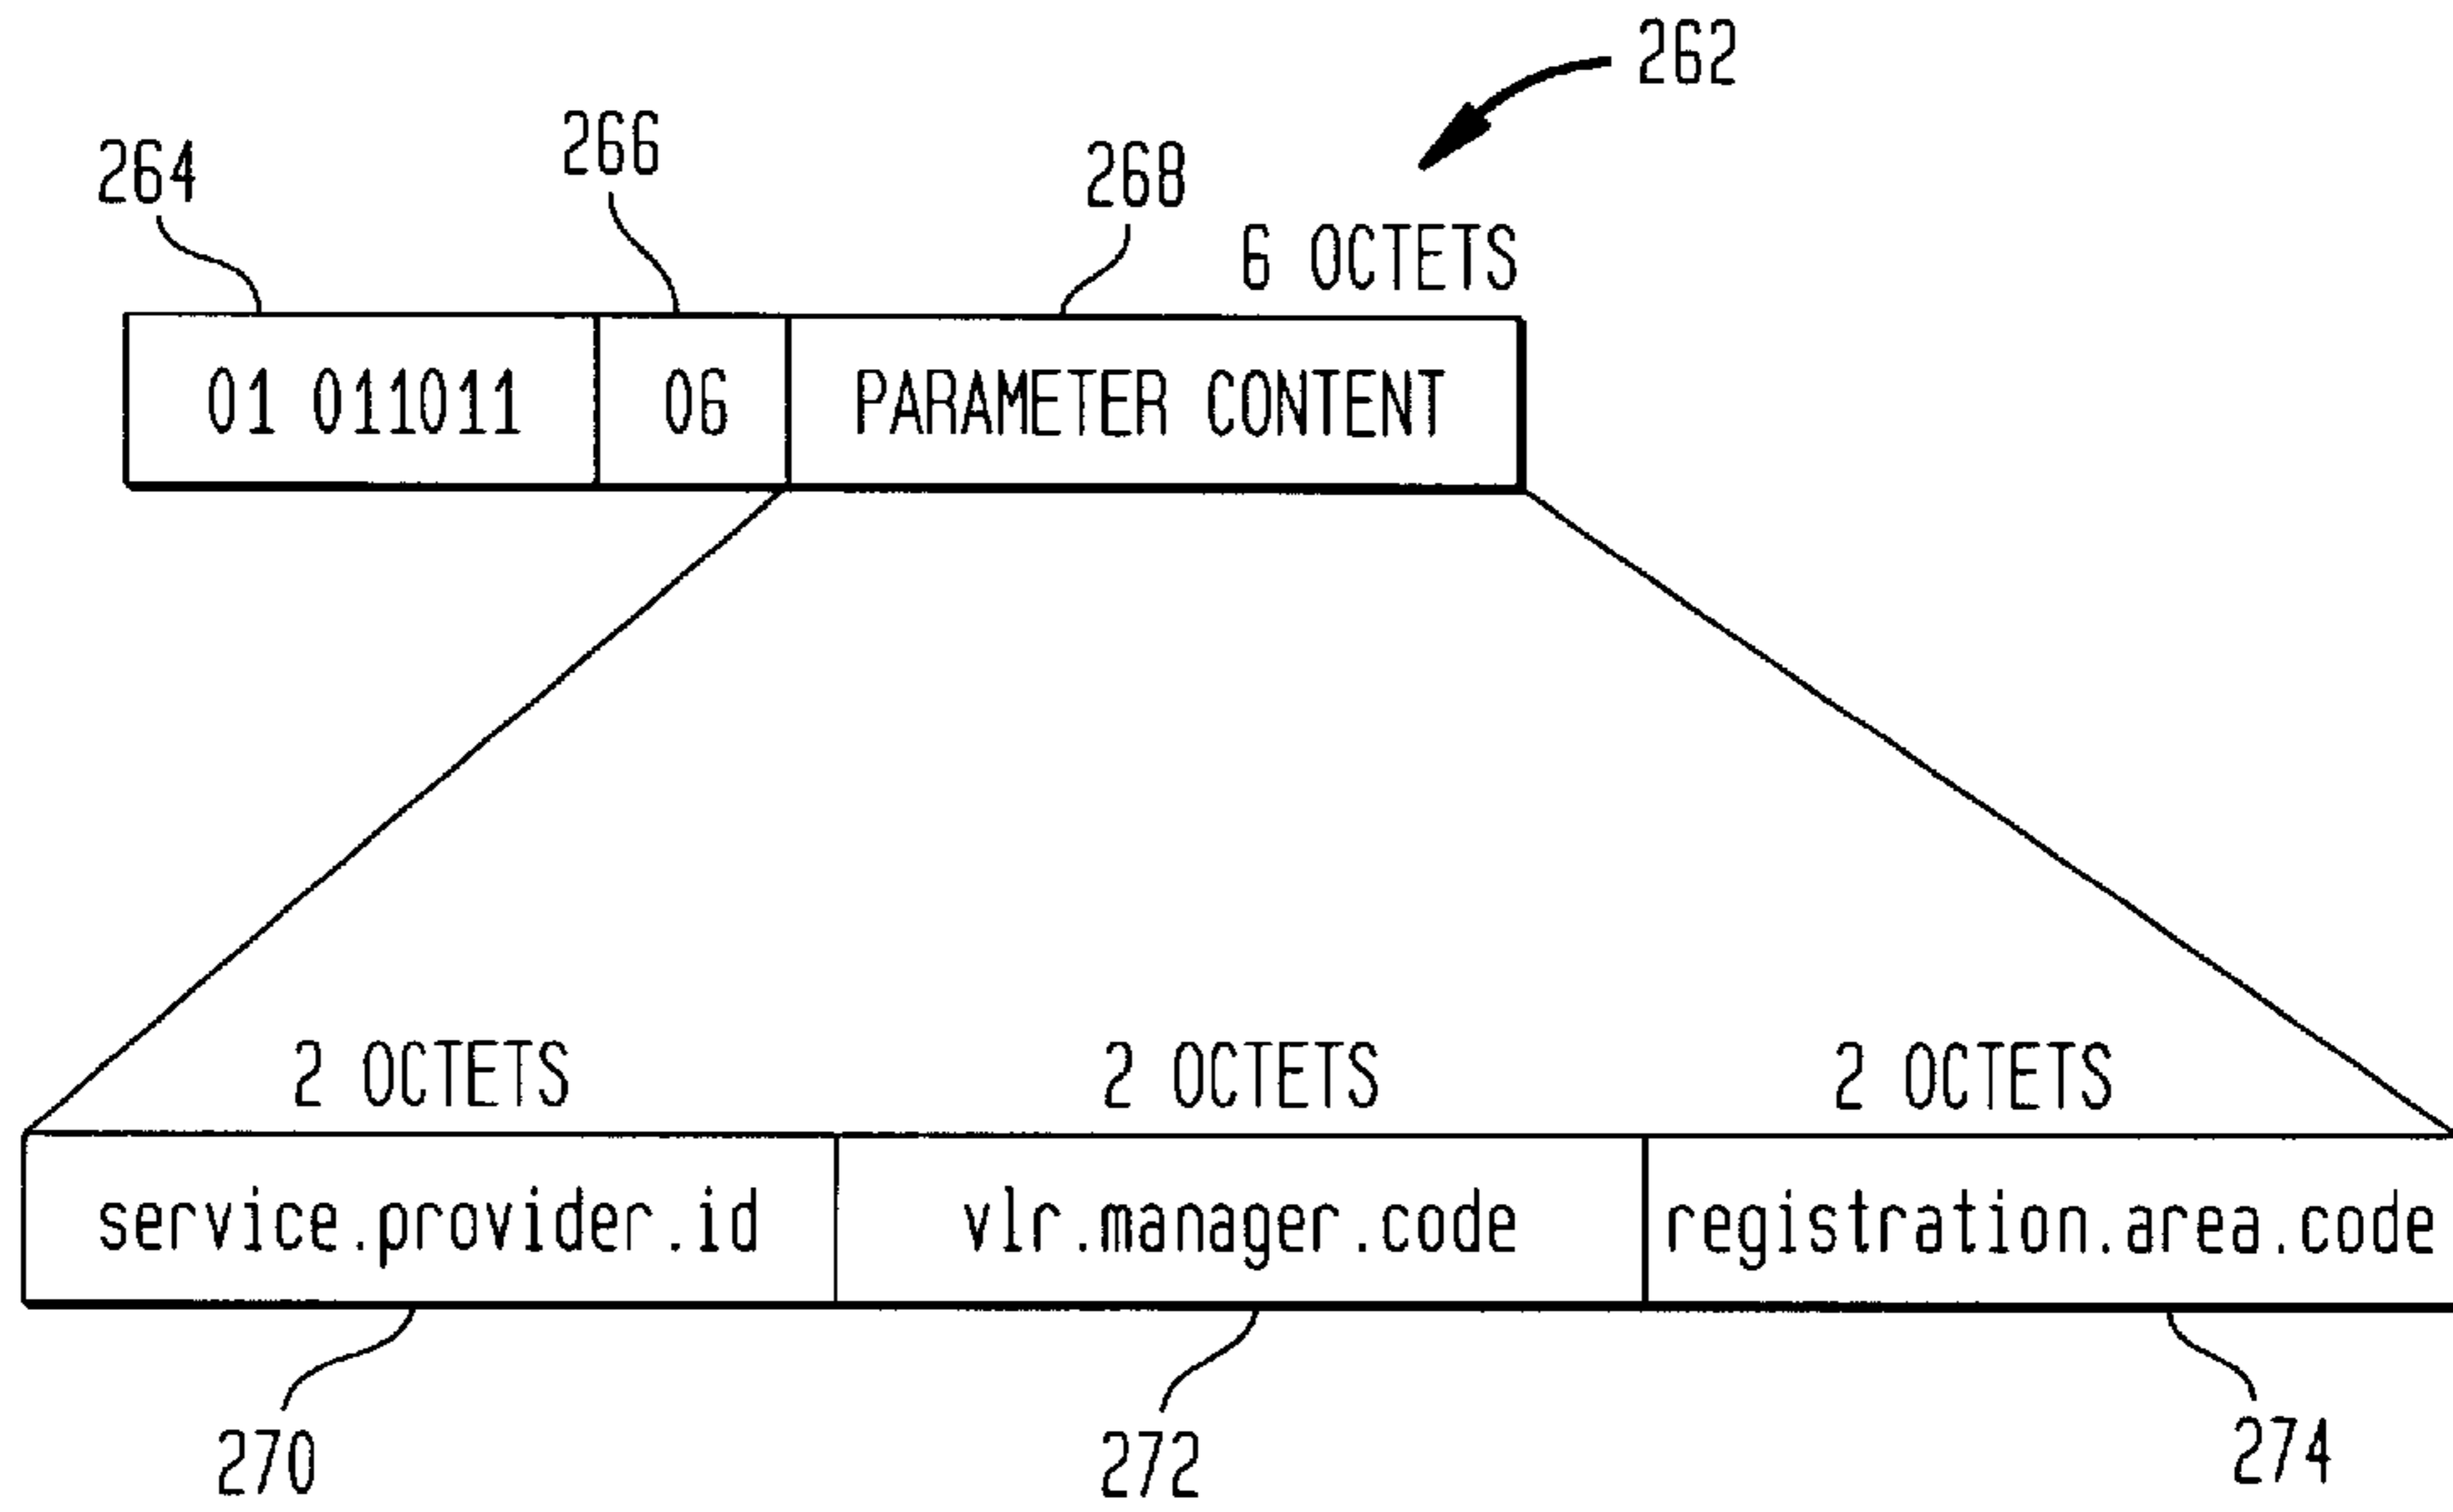 262
264 266 268
6 OCTETS
01 011011 06 PARAMETER CONTENT
2 OCTETS 2 OCTETS 2 OCTETS
service.provider.id vlr.manager.code registration.area.code
270 272 274